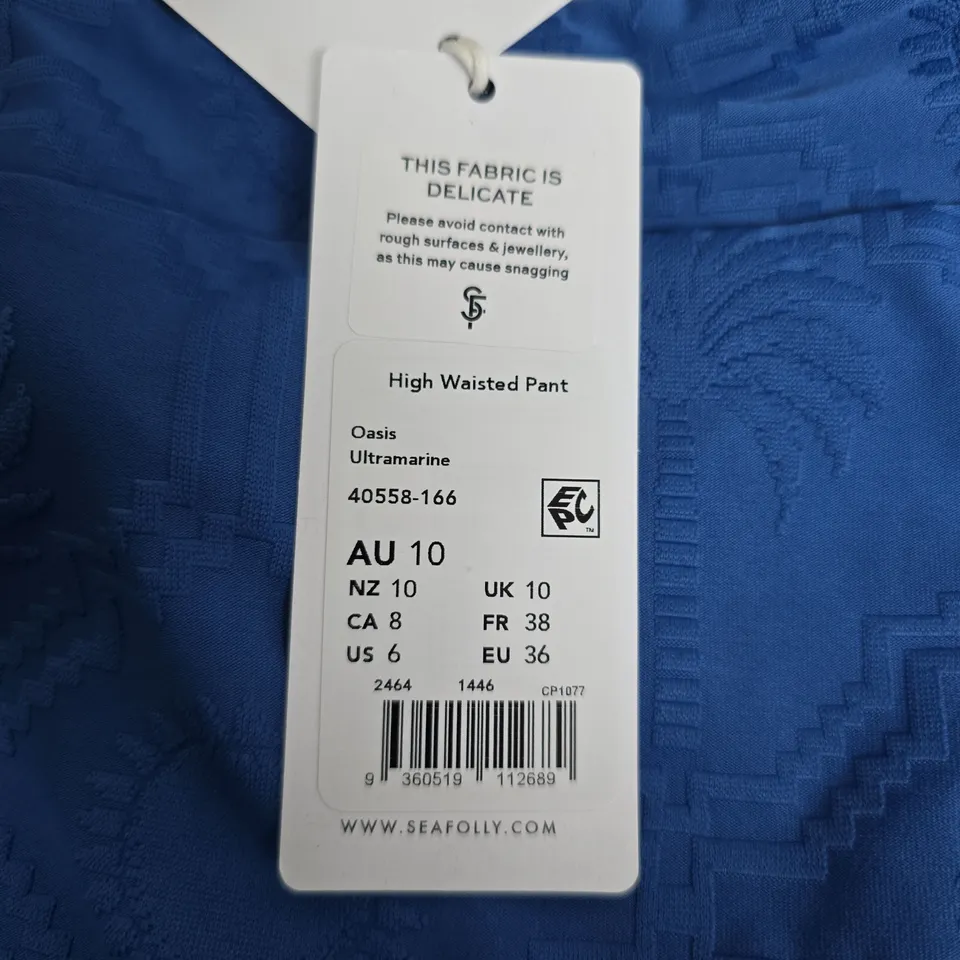 THIS FABRIC IS
DELICATE
Please avoid contact with
rough surfaces & jewellery,
as this may cause snagging
SF
High Waisted Pant
Oasis
Ultramarine
40558-166
EPC™
AU 10
NZ 10 UK 10
CA 8 FR 38
US 6 EU 36
2464 1446 CP1077
9 360519 112689
WWW.SEAFOLLY.COM